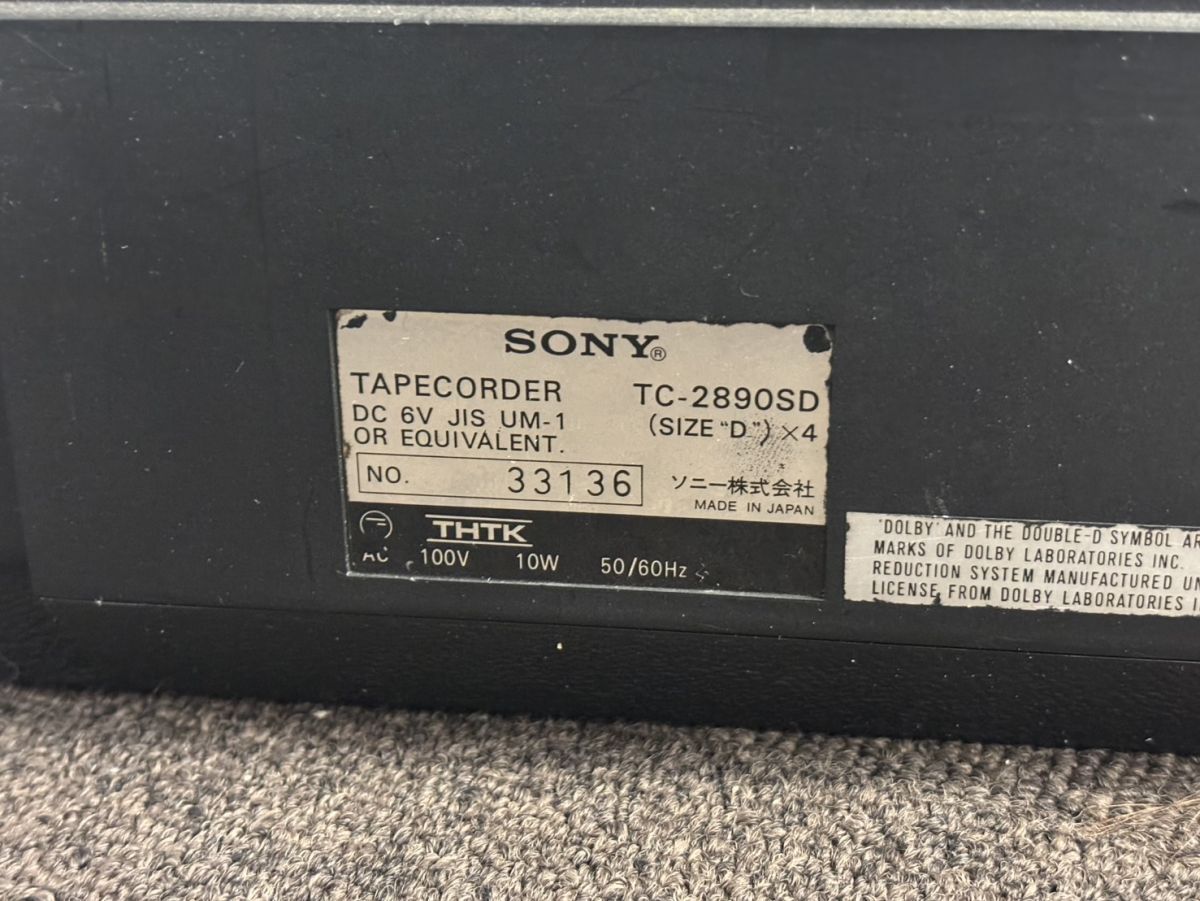 SONY®
TAPECORDER TC-2890SD
DC 6V JIS UM-1 (SIZE "D") ×4
OR EQUIVALENT.
NO. 33136 ソニー株式会社
MADE IN JAPAN
THTK
AC 100V 10W 50/60Hz
"DOLBY" AND THE DOUBLE-D SYMBOL
MARKS OF DOLBY LABORATORIES INC.
REDUCTION SYSTEM MANUFACTURED
LICENSE FROM DOLBY LABORATORIES